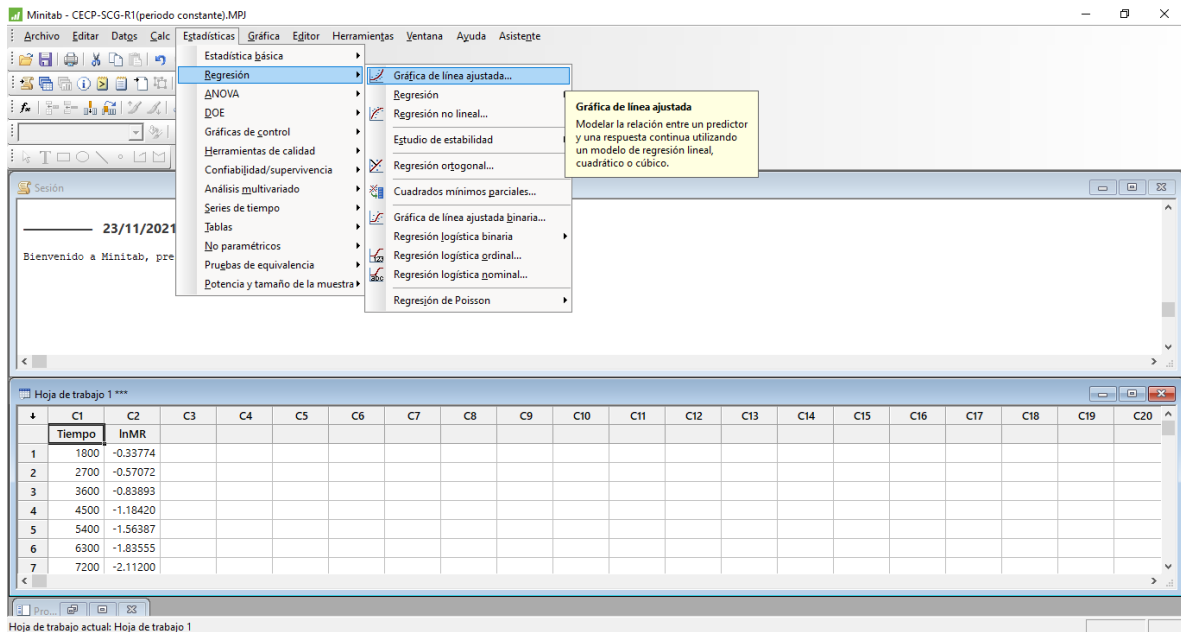 Minitab - CECP-SCG-R1(periodo constante).MPJ
Archivo Editar Datos Calc Estadísticas Gráfica Editor Herramientas Ventana Ayuda Asistente
Estadística básica
Regresión
ANOVA
DOE
Gráficas de control
Herramientas de calidad
Confiabilidad/supervivencia
Análisis multivariado
Series de tiempo
Tablas
No paramétricos
Pruebas de equivalencia
Potencia y tamaño de la muestra
Gráfica de línea ajustada...
Regresión
Regresión no lineal...
Estudio de estabilidad
Regresión ortogonal...
Cuadrados mínimos parciales...
Gráfica de línea ajustada binaria...
Regresión logística binaria
Regresión logística ordinal...
Regresión logística nominal...
Regresión de Poisson
Gráfica de línea ajustada
Modelar la relación entre un predictor
y una respuesta continua utilizando
un modelo de regresión lineal,
cuadrático o cúbico.
Sesión
23/11/2021
Bienvenido a Minitab, pre
Hoja de trabajo 1 ***
C1 C2 C3 C4 C5 C6 C7 C8 C9 C10 C11 C12 C13 C14 C15 C16 C17 C18 C19 C20
Tiempo lnMR
1 1800 -0.33774
2 2700 -0.57072
3 3600 -0.83893
4 4500 -1.18420
5 5400 -1.56387
6 6300 -1.83555
7 7200 -2.11200
Pro...
Hoja de trabajo actual: Hoja de trabajo 1